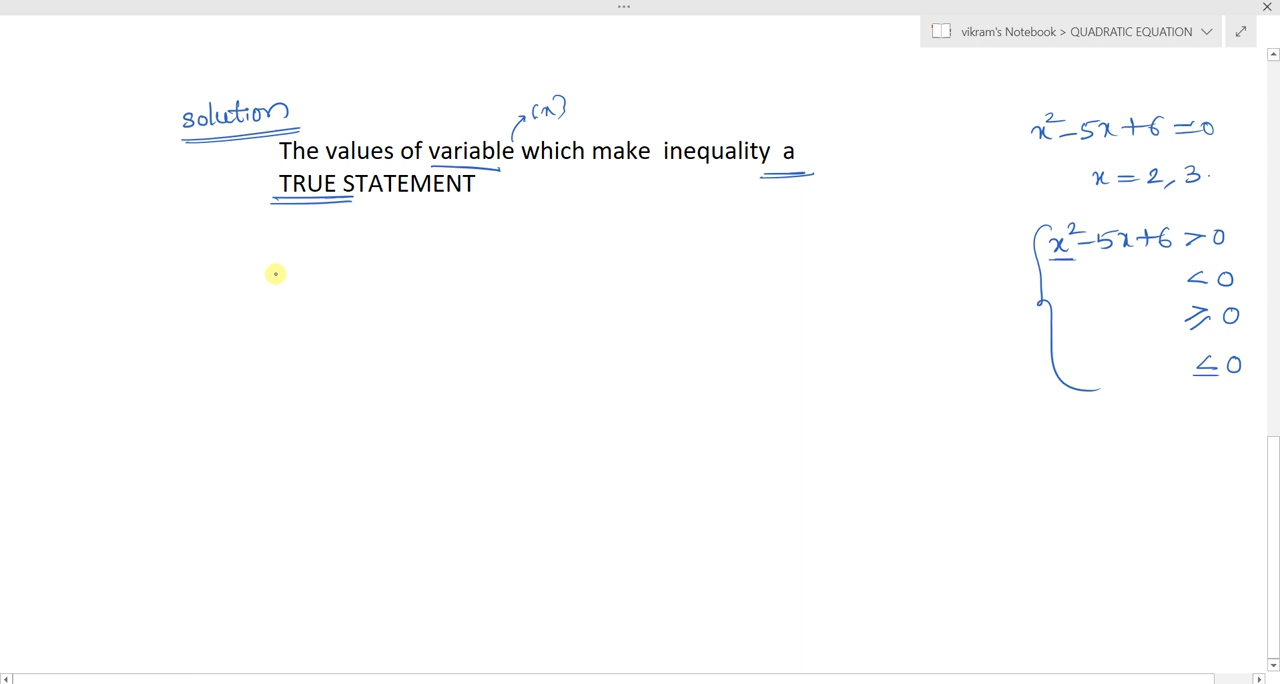 vikram's Notebook > QUADRATIC EQUATION
solution
(x)
The values of variable which make inequality a
TRUE STATEMENT
x²-5x+6=0
x = 2, 3.
x²-5x+6 >0
<0
≥0
≤0